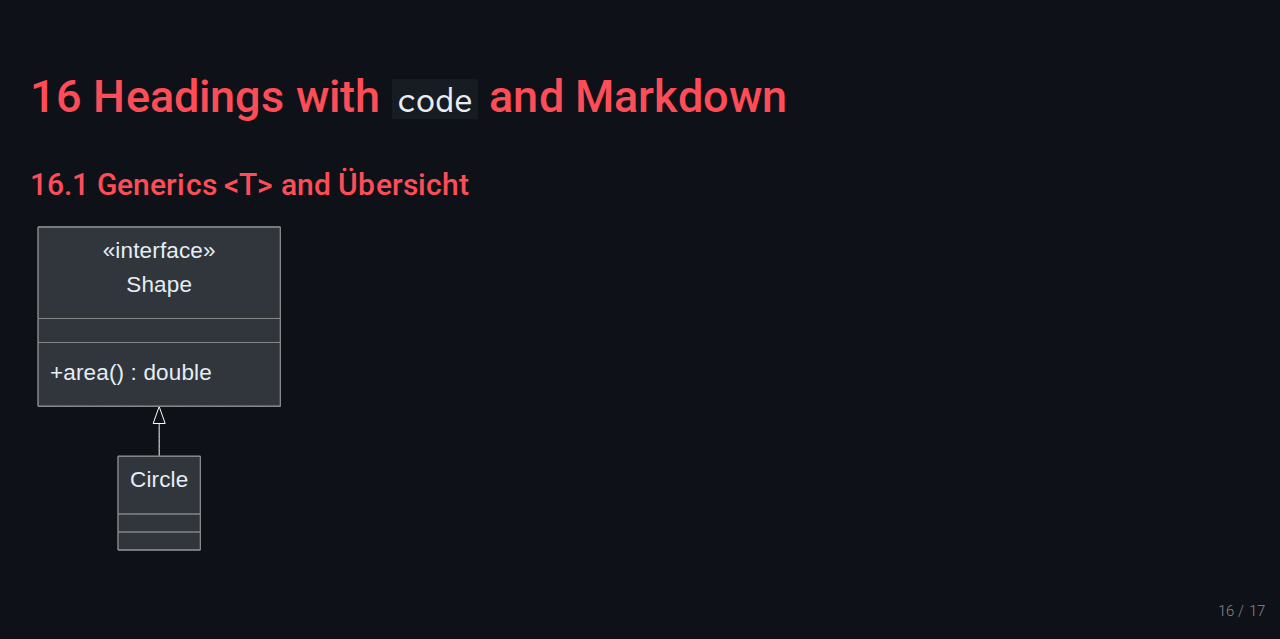 16 Headings with code and Markdown
16.1 Generics <T> and Übersicht
«interface»
Shape
+area() : double
Circle
16 / 17